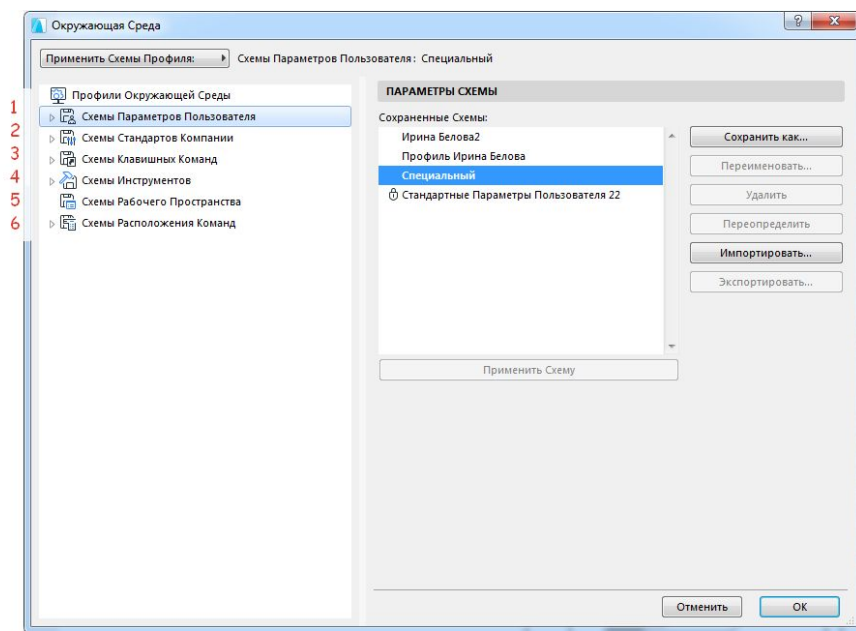 Окружающая Среда
?
Применить Схемы Профиля: Схемы Параметров Пользователя: Специальный
Профили Окружающей Среды
1 Схемы Параметров Пользователя
2 Схемы Стандартов Компании
3 Схемы Клавишных Команд
4 Схемы Инструментов
5 Схемы Рабочего Пространства
6 Схемы Расположения Команд
ПАРАМЕТРЫ СХЕМЫ
Сохраненные Схемы:
Ирина Белова2
Профиль Ирина Белова
Специальный
Стандартные Параметры Пользователя 22
Применить Схему
Сохранить как...
Переименовать...
Удалить
Переопределить
Импортировать...
Экспортировать...
Отменить
OK